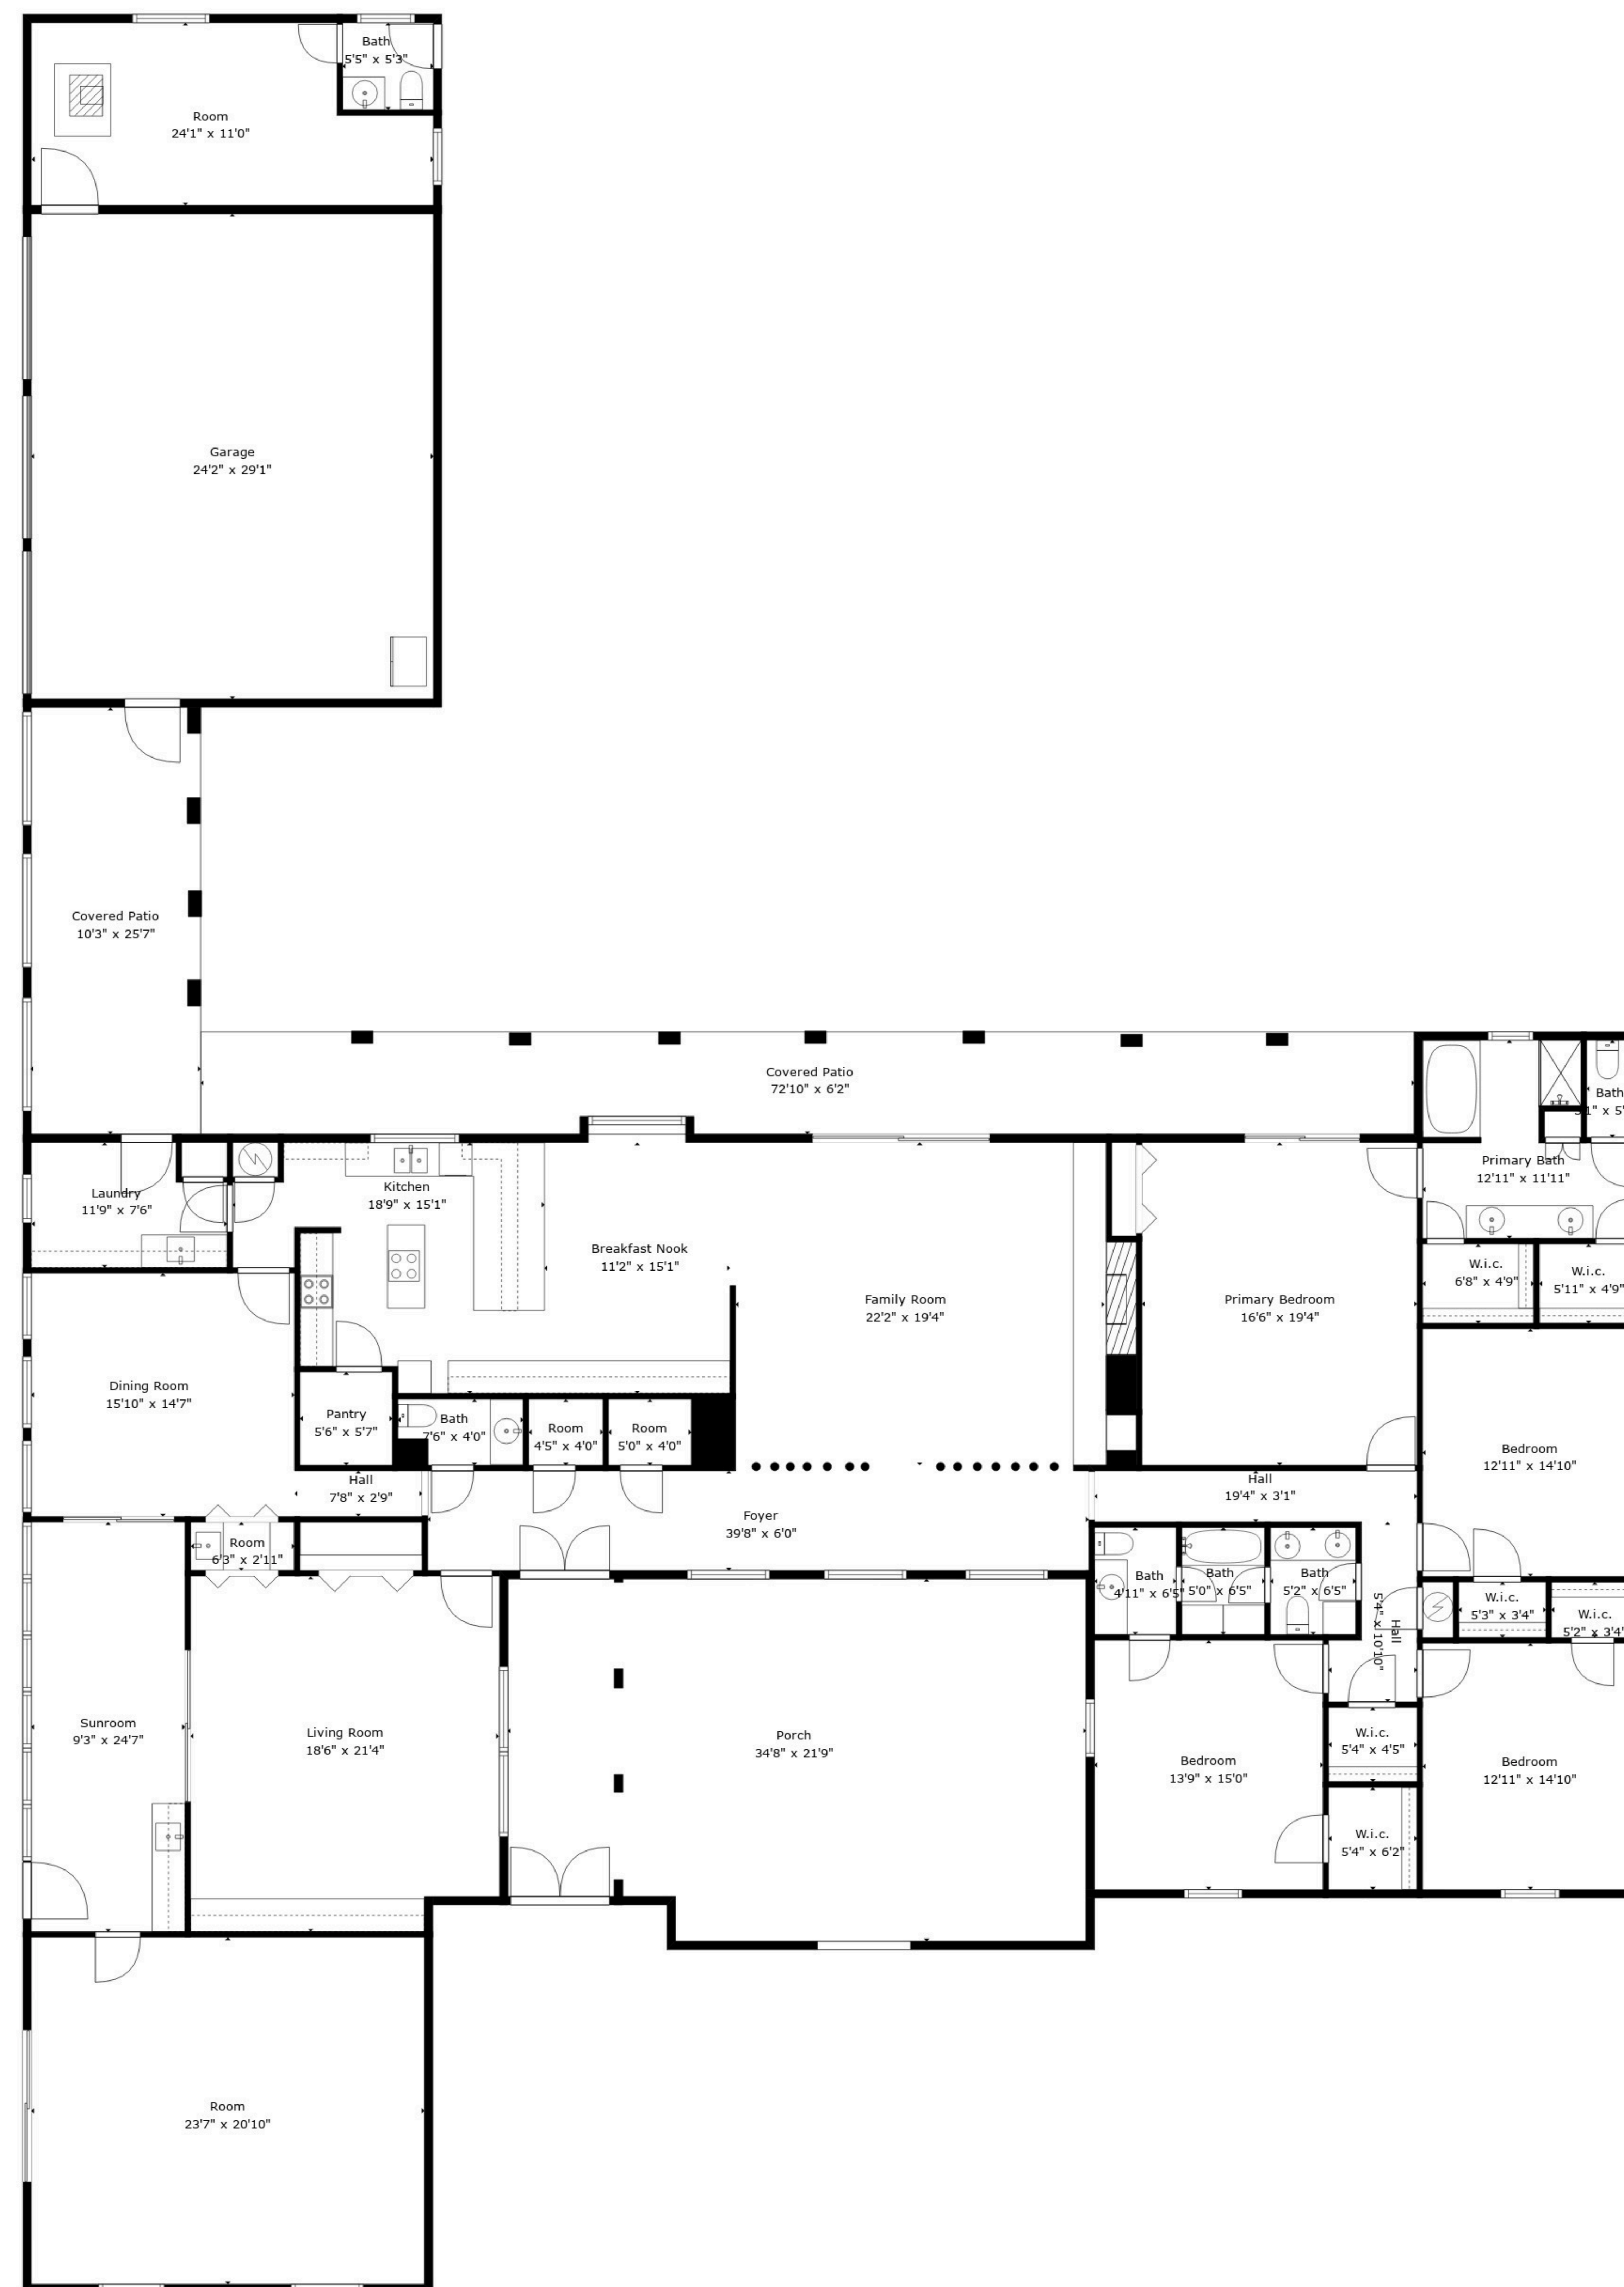 Bath
5'5" x 5'3"
Room
24'1" x 11'0"
Garage
24'2" x 29'1"
Covered Patio
10'3" x 25'7"
Covered Patio
72'10" x 6'2"
Bath
x 5'
Laundry
11'9" x 7'6"
Kitchen
18'9" x 15'1"
Primary Bath
12'11" x 11'11"
Breakfast Nook
11'2" x 15'1"
Family Room
22'2" x 19'4"
Primary Bedroom
16'6" x 19'4"
W.i.c.
6'8" x 4'9"
W.i.c.
5'11" x 4'9"
Dining Room
15'10" x 14'7"
Pantry
5'6" x 5'7"
Bath
7'6" x 4'0"
Room
4'5" x 4'0"
Room
5'0" x 4'0"
Bedroom
12'11" x 14'10"
Hall
7'8" x 2'9"
Hall
19'4" x 3'1"
Foyer
39'8" x 6'0"
Room
6'3" x 2'11"
Bath
4'11" x 6'5"
Bath
5'0" x 6'5"
Bath
5'2" x 6'5"
Hall
5'4" x 10'10"
W.i.c.
5'3" x 3'4"
W.i.c.
5'2" x 3'4"
Sunroom
9'3" x 24'7"
Living Room
18'6" x 21'4"
Porch
34'8" x 21'9"
Bedroom
13'9" x 15'0"
W.i.c.
5'4" x 4'5"
Bedroom
12'11" x 14'10"
W.i.c.
5'4" x 6'2"
Room
23'7" x 20'10"